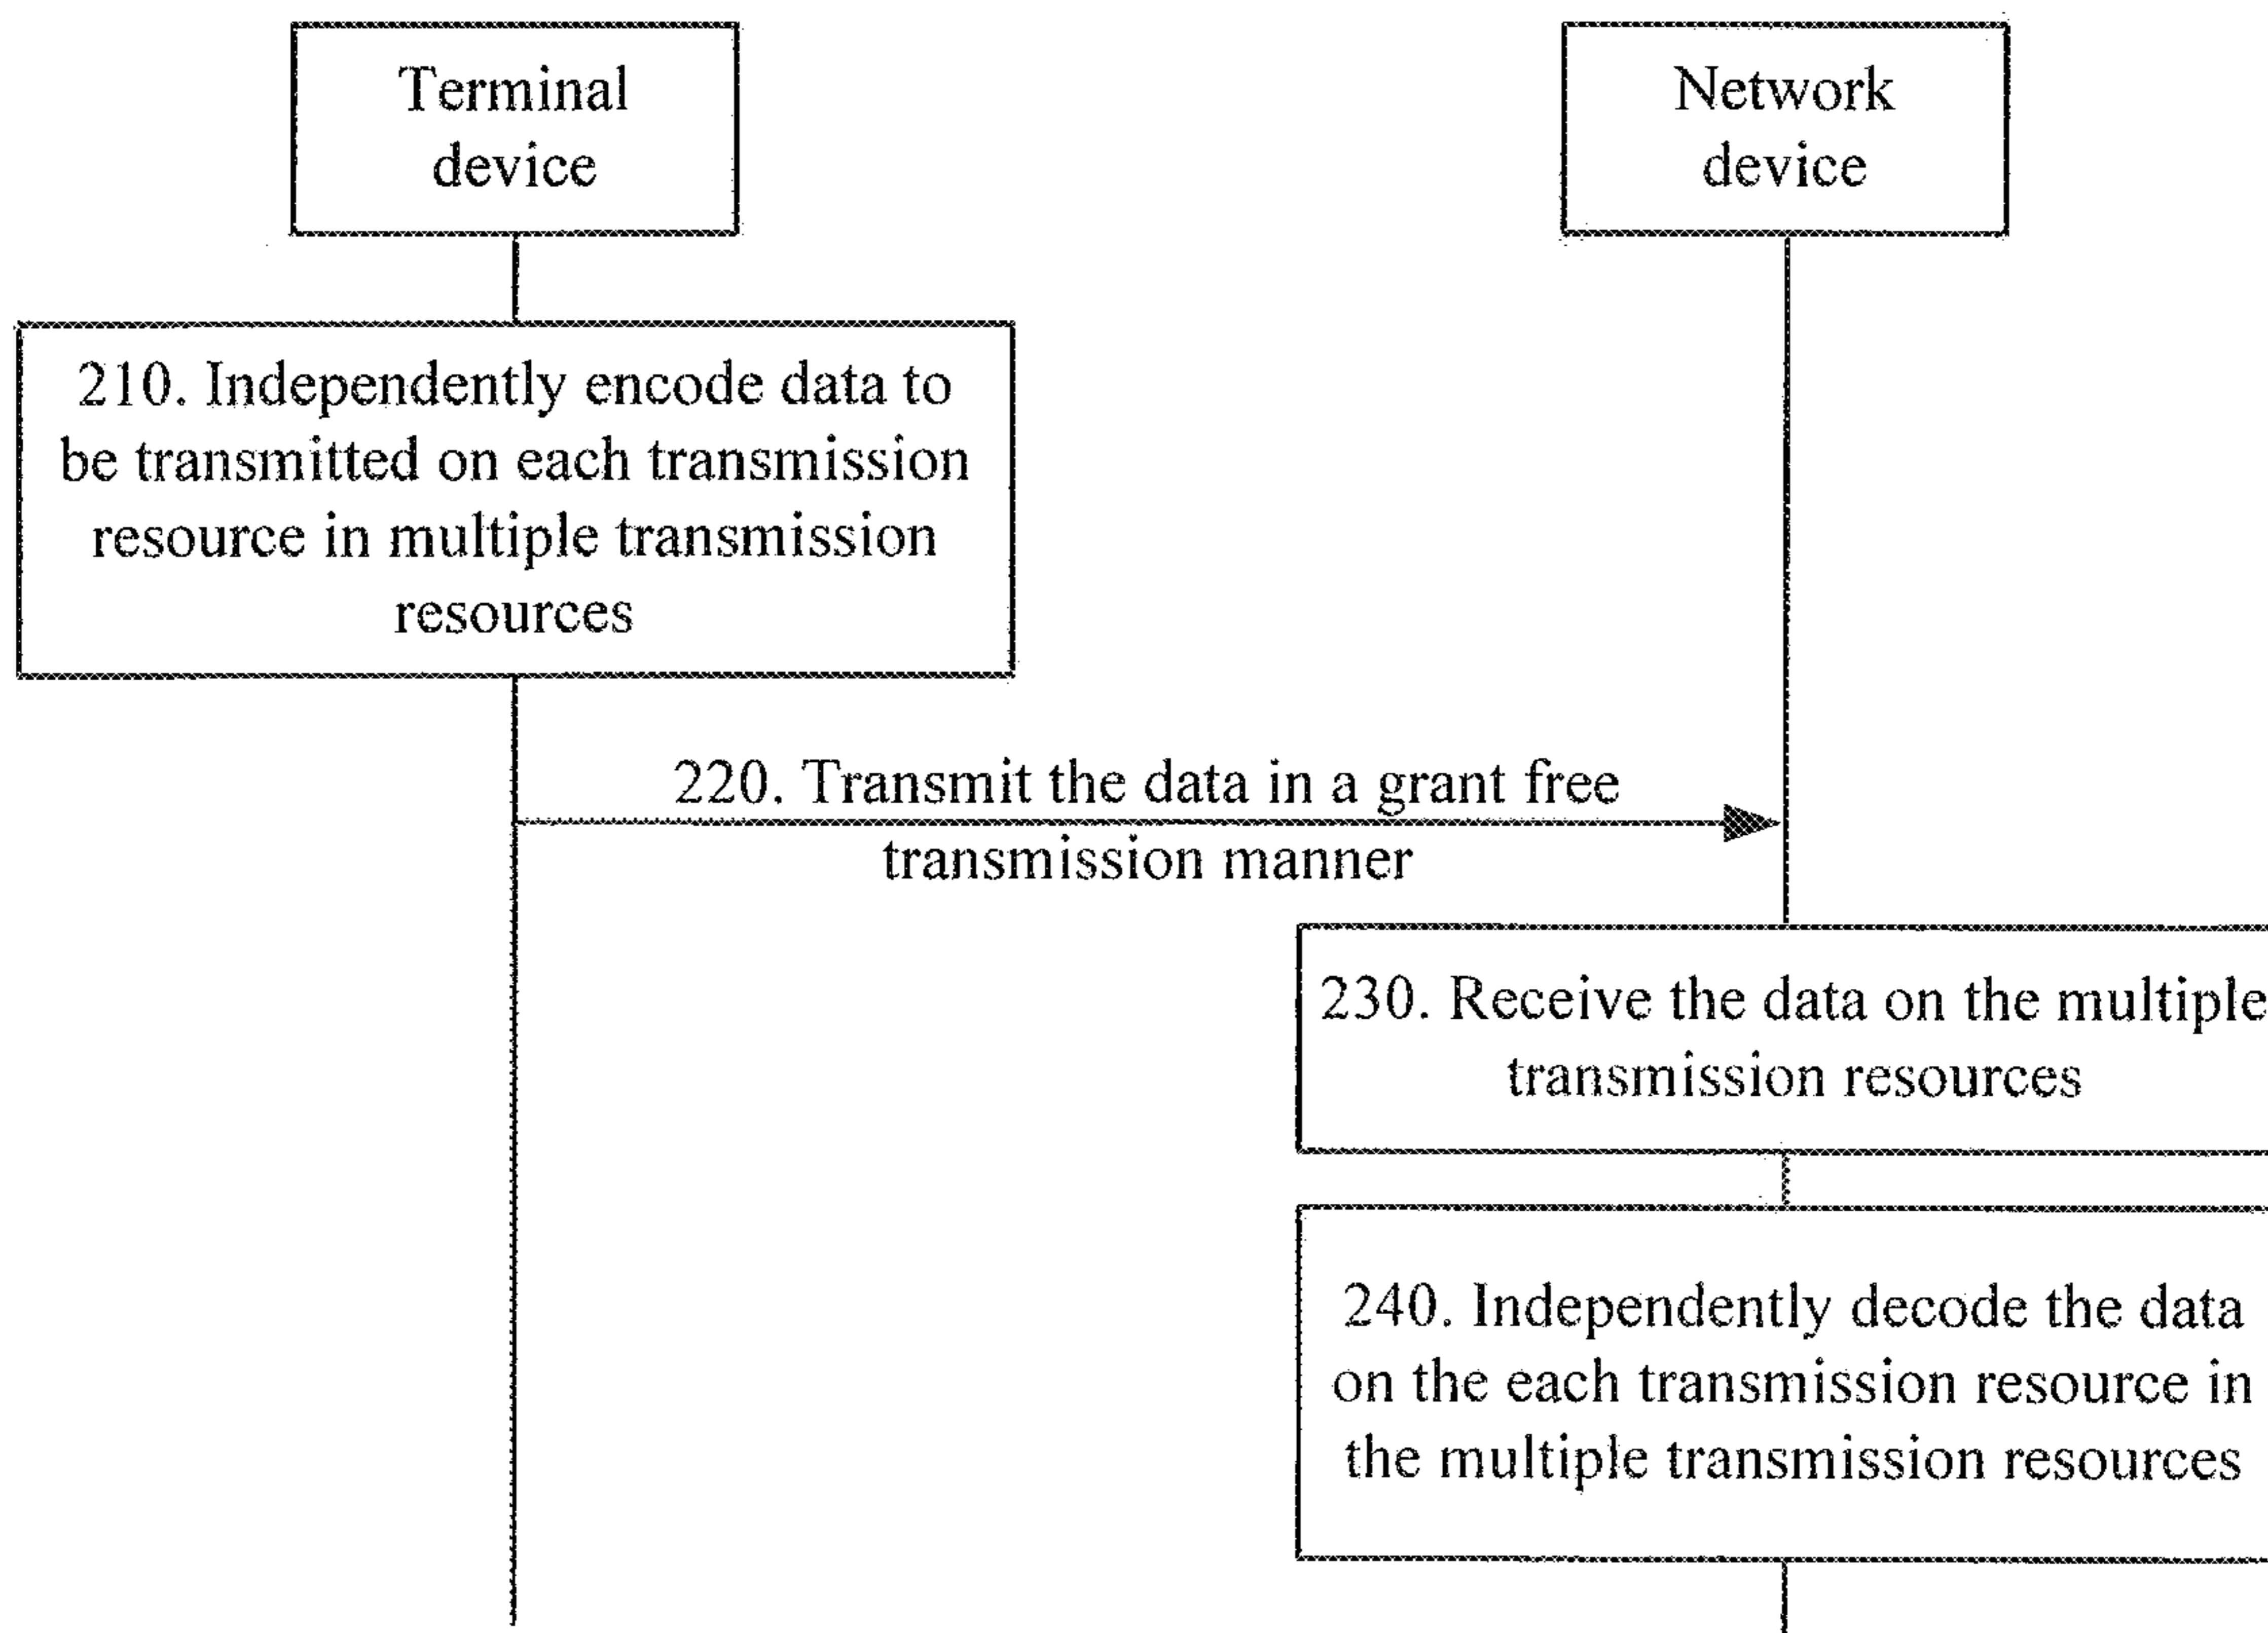 Terminal
device
Network
device
210. Independently encode data to
be transmitted on each transmission
resource in multiple transmission
resources
220. Transmit the data in a grant free
transmission manner
230. Receive the data on the multiple
transmission resources
240. Independently decode the data
on the each transmission resource in
the multiple transmission resources